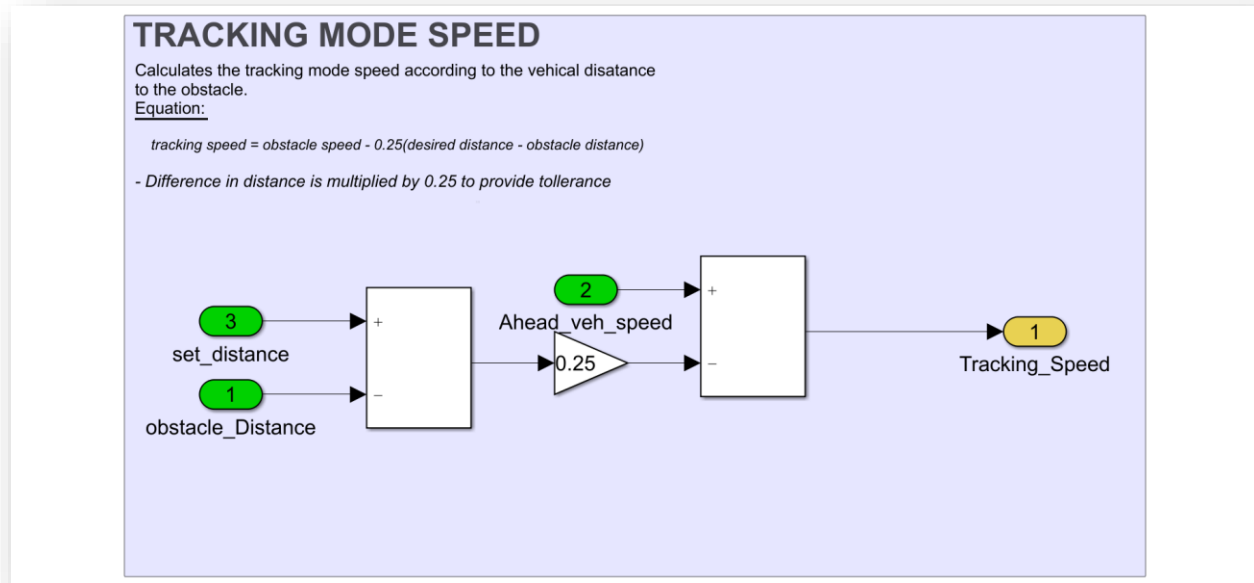 TRACKING MODE SPEED
Calculates the tracking mode speed according to the vehical disatance
to the obstacle.
Equation:
tracking speed = obstacle speed - 0.25(desired distance - obstacle distance)
- Difference in distance is multiplied by 0.25 to provide tollerance
2
+
Ahead_veh_speed
3
+
set_distance
0.25
−
1
Tracking_Speed
1
−
obstacle_Distance